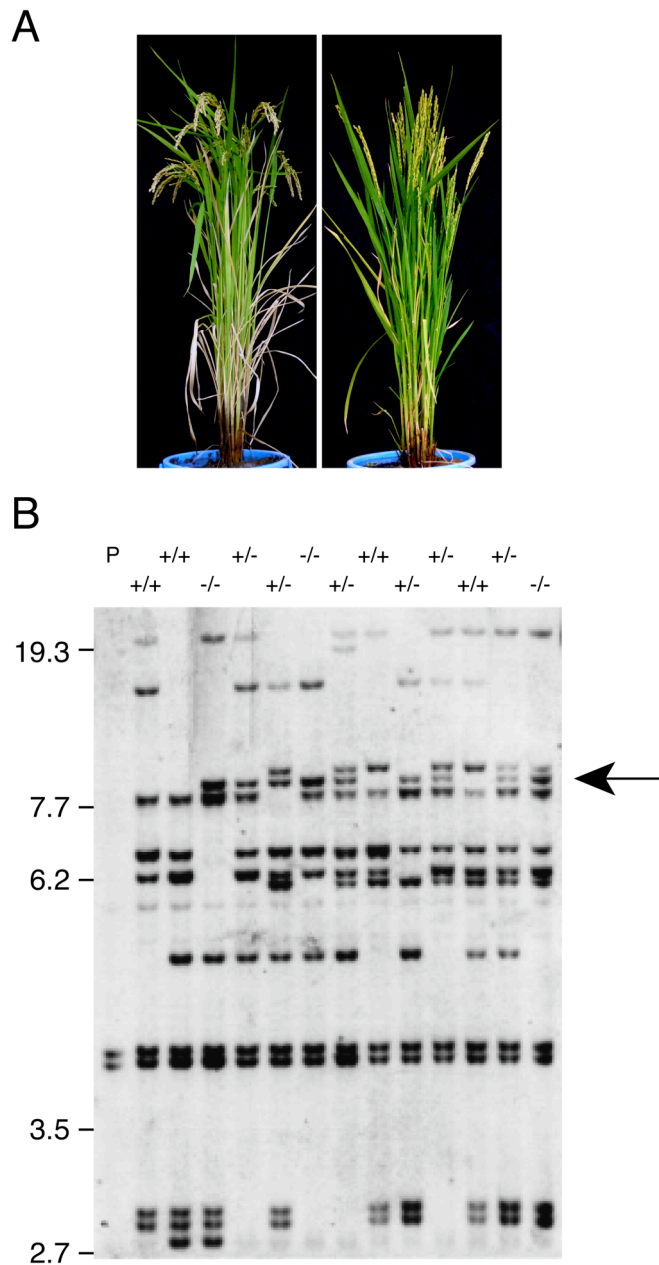 A
B
P +/+ +/- -/- +/+ +/- +/-
+/+ -/- +/- +/- +/- +/+ -/-
19.3
7.7
6.2
3.5
2.7